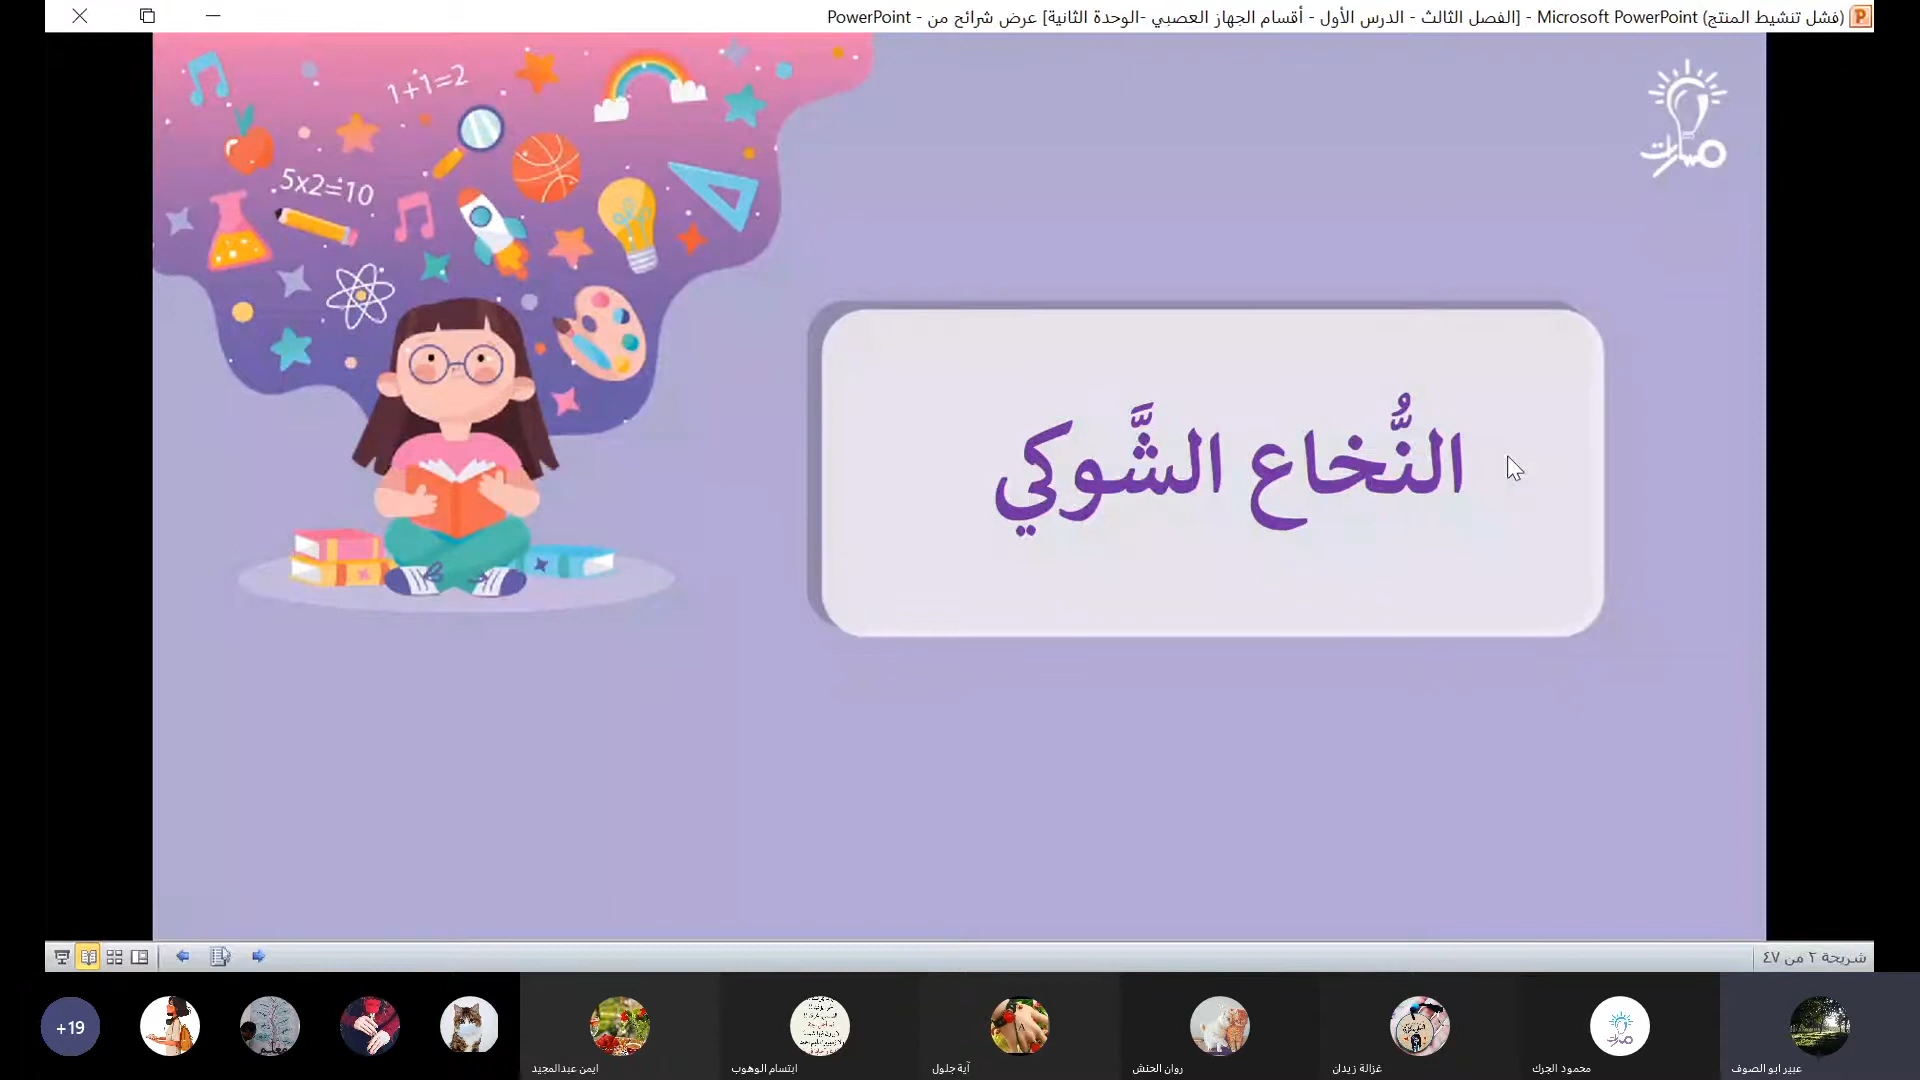 PowerPoint - [الفصل الثالث - الدرس الأول - أقسام الجهاز العصبي -الوحدة الثانية] عرض شرائح من - Microsoft PowerPoint (فشل تنشيط المنتج)
1+1=2
5x2=10
مسارات
النُّخاع الشَّوكي
شريحة ٢ من ٤٧
+19
ايمن عبدالمجيد
ابتسام الوهوب
آية جلول
روان الحنش
غزالة زيدان
محمود الجرك
عبير ابو الصوف